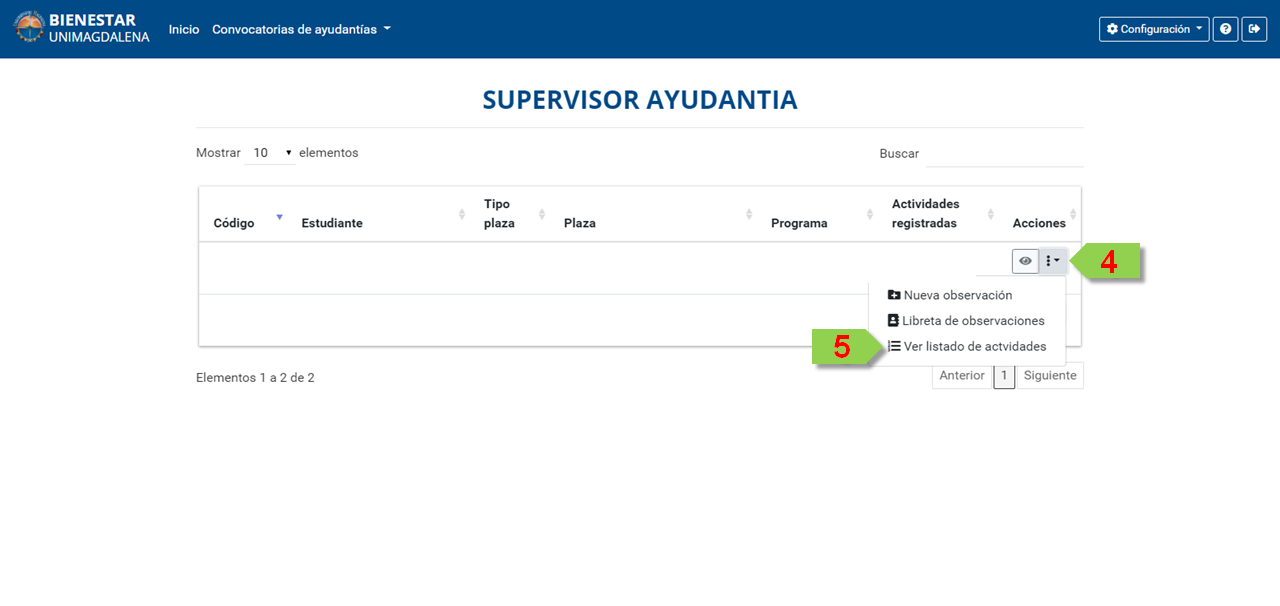 BIENESTAR
UNIMAGDALENA
Inicio
Convocatorias de ayudantías
Configuración
SUPERVISOR AYUDANTIA
Mostrar 10 elementos
Buscar
Código
Estudiante
Tipo
plaza
Plaza
Programa
Actividades
registradas
Acciones
4
Nueva observación
Libreta de observaciones
5
Ver listado de actvidades
Elementos 1 a 2 de 2
Anterior 1 Siguiente